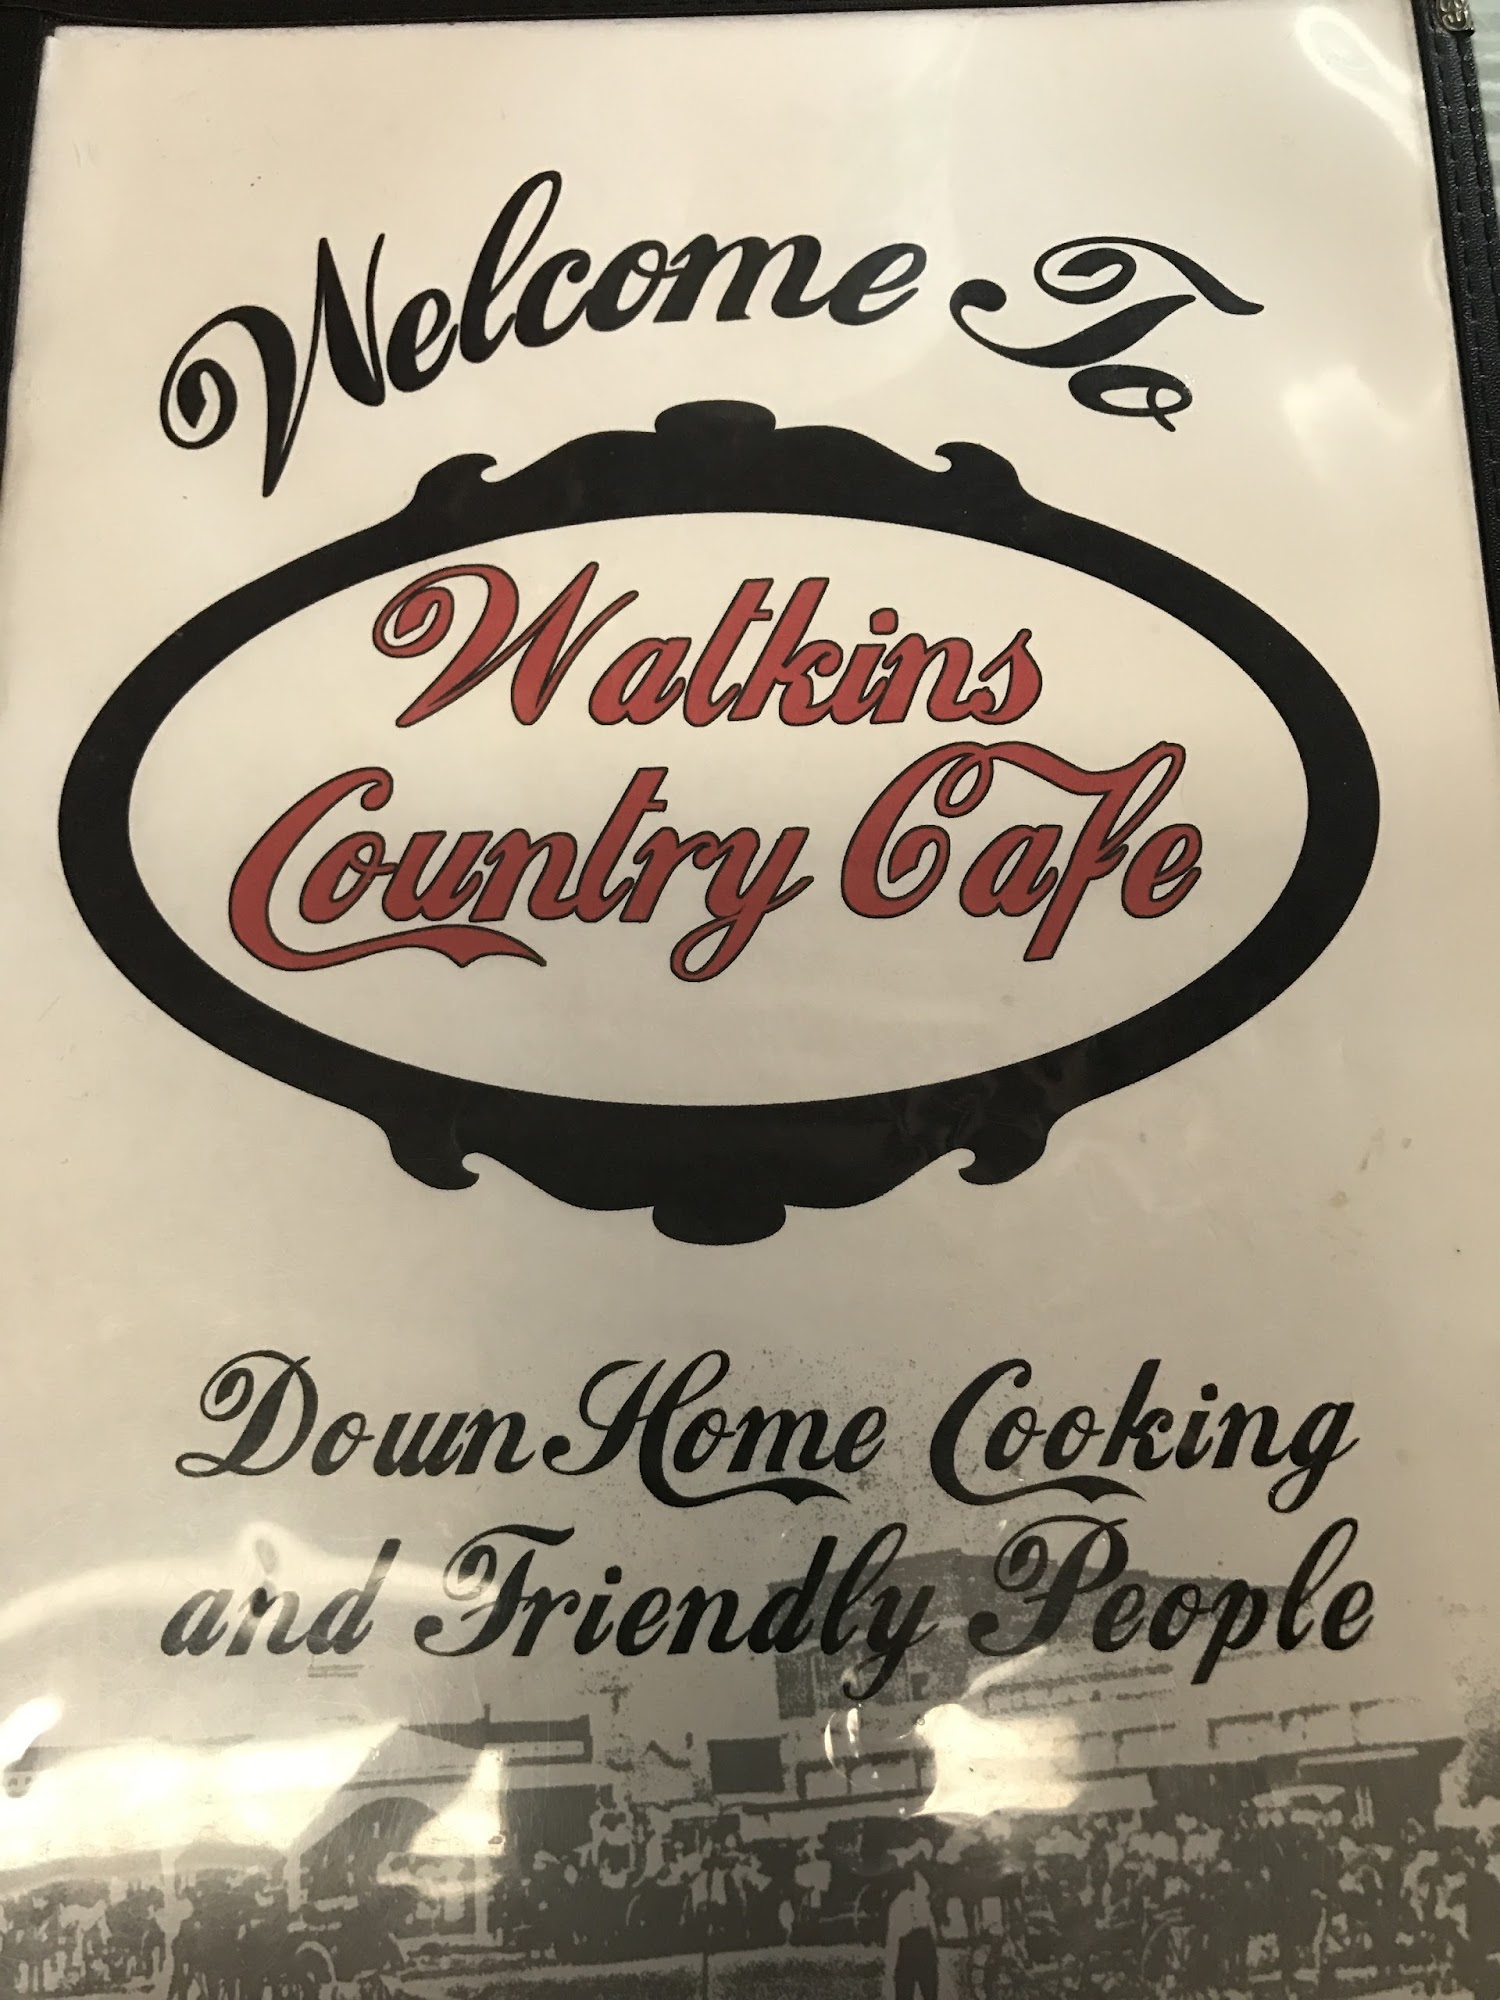 Welcome To
Watkins
Country Cafe
Down Home Cooking
and Friendly People